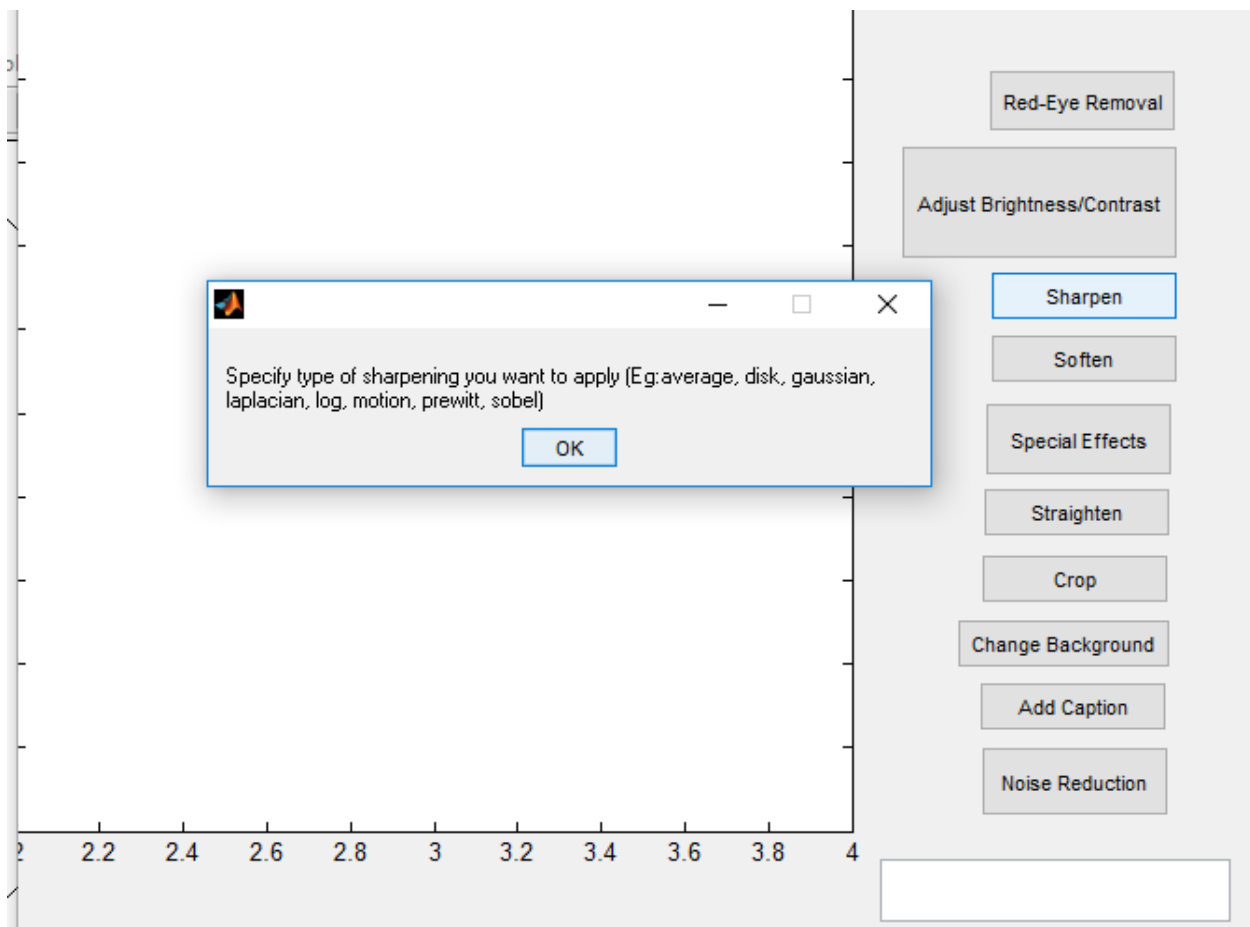 Red-Eye Removal
Adjust Brightness/Contrast
Sharpen
Specify type of sharpening you want to apply (Eg:average, disk, gaussian,
laplacian, log, motion, prewitt, sobel)
OK
Soften
Special Effects
Straighten
Crop
Change Background
Add Caption
Noise Reduction
2.2 2.4 2.6 2.8 3 3.2 3.4 3.6 3.8 4